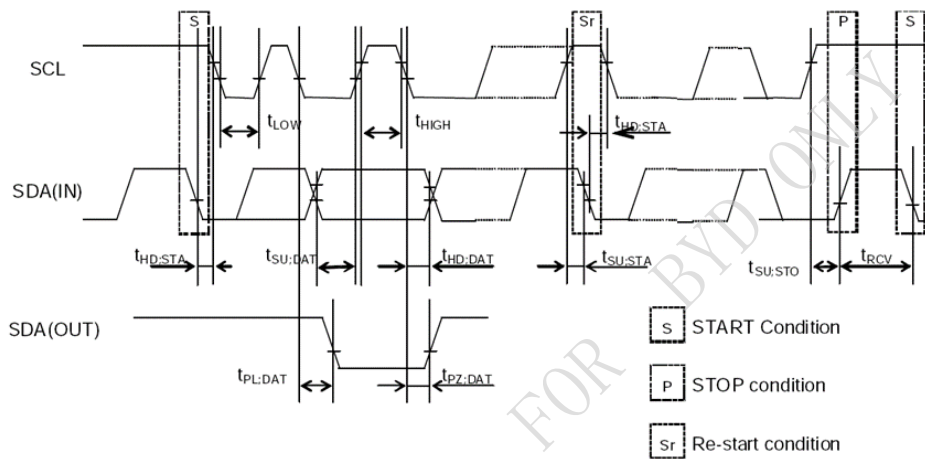 S Sr P S
SCL
tLOW tHIGH tHD:STA
SDA(IN)
tHD:STA tSU:DAT tHD:DAT tSU:STA tSU:STO tRCV
SDA(OUT)
S START Condition
tPL:DAT tPZ:DAT
P STOP condition
Sr Re-start condition
FOR BYD ONLY